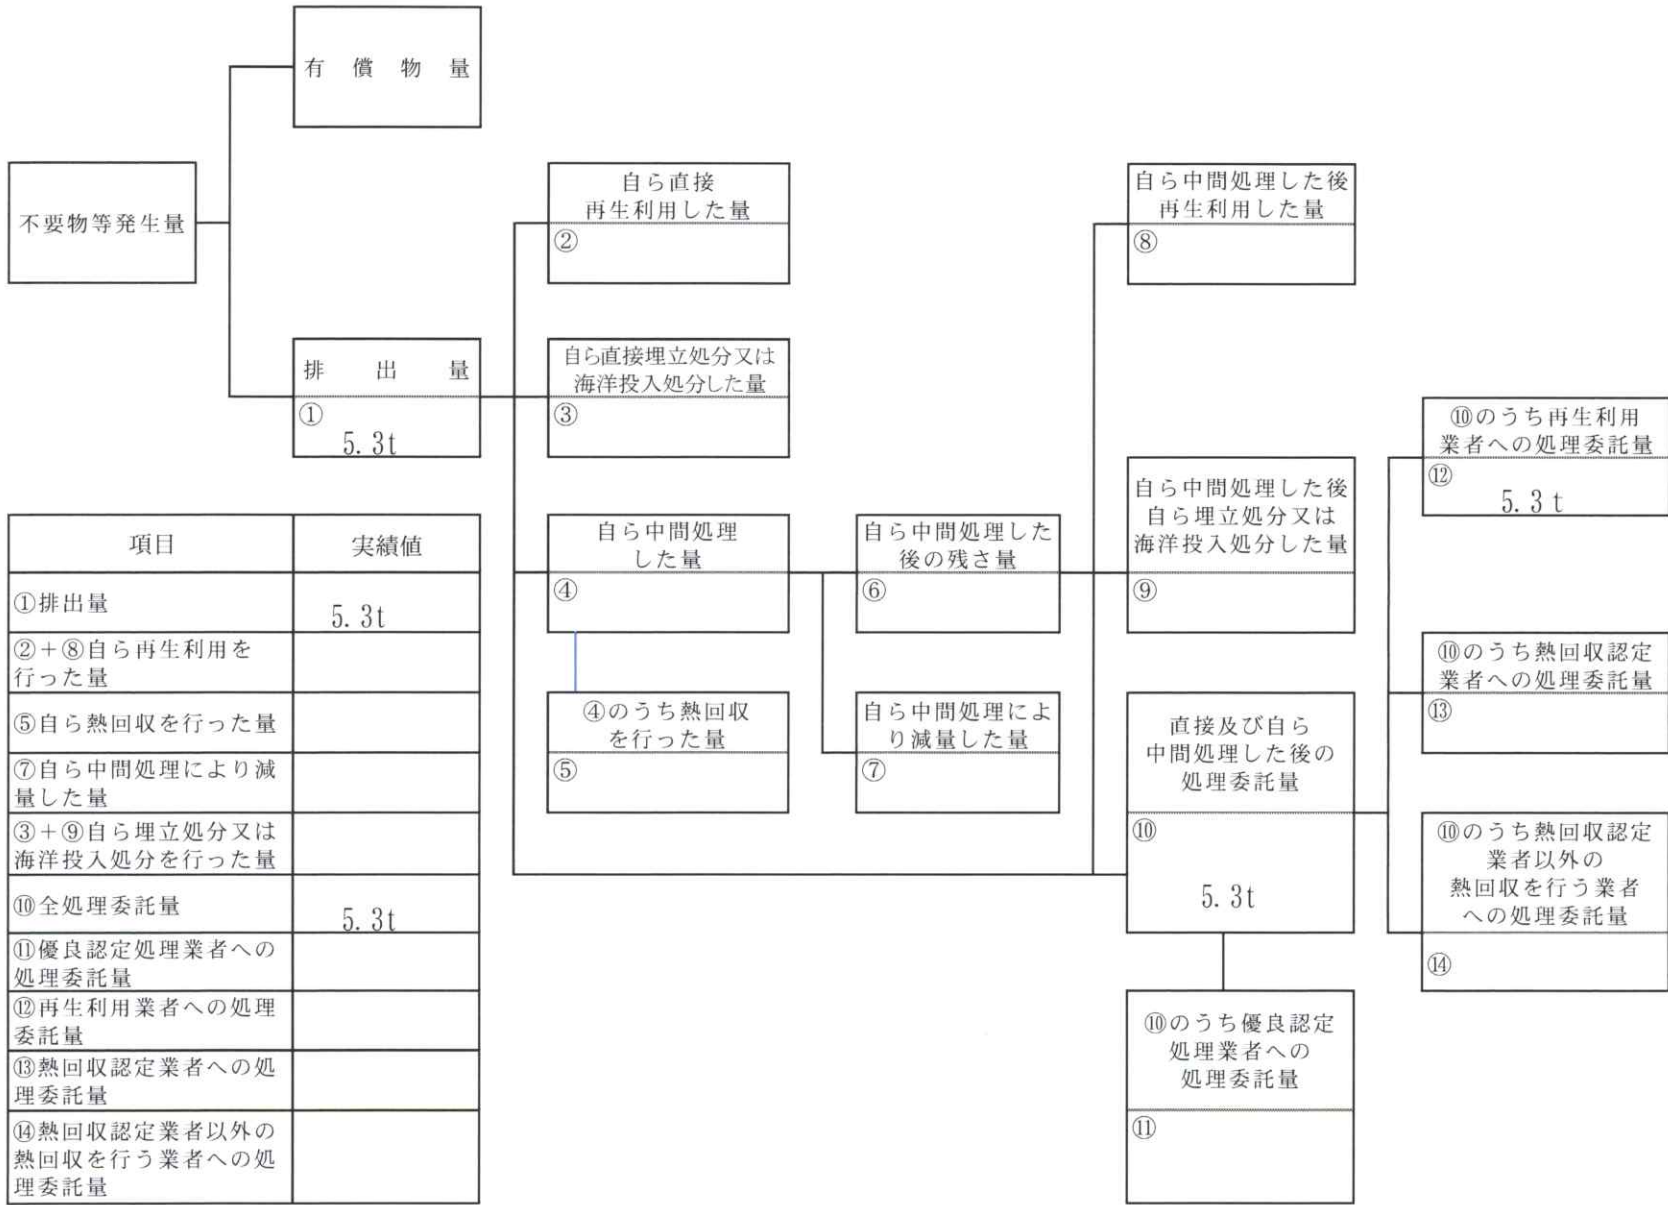 有償物量
不要物等発生量
排出量
①
5.3t
自ら直接
再生利用した量
②
自ら直接埋立処分又は
海洋投入処分した量
③
自ら中間処理
した量
④
④のうち熱回収
を行った量
⑤
自ら中間処理した
後の残さ量
⑥
自ら中間処理によ
り減量した量
⑦
自ら中間処理した後
再生利用した量
⑧
自ら中間処理した後
自ら埋立処分又は
海洋投入処分した量
⑨
直接及び自ら
中間処理した後の
処理委託量
⑩
5.3t
⑩のうち優良認定
処理業者への
処理委託量
⑪
⑩のうち再生利用
業者への処理委託量
⑫
5.3t
⑩のうち熱回収認定
業者への処理委託量
⑬
⑩のうち熱回収認定
業者以外の
熱回収を行う業者
への処理委託量
⑭
項目 実績値
①排出量 5.3t
②+⑧自ら再生利用を
行った量
⑤自ら熱回収を行った量
⑦自ら中間処理により減
量した量
③+⑨自ら埋立処分又は
海洋投入処分を行った量
⑩全処理委託量 5.3t
⑪優良認定処理業者への
処理委託量
⑫再生利用業者への処理
委託量
⑬熱回収認定業者への処
理委託量
⑭熱回収認定業者以外の
熱回収を行う業者への処
理委託量